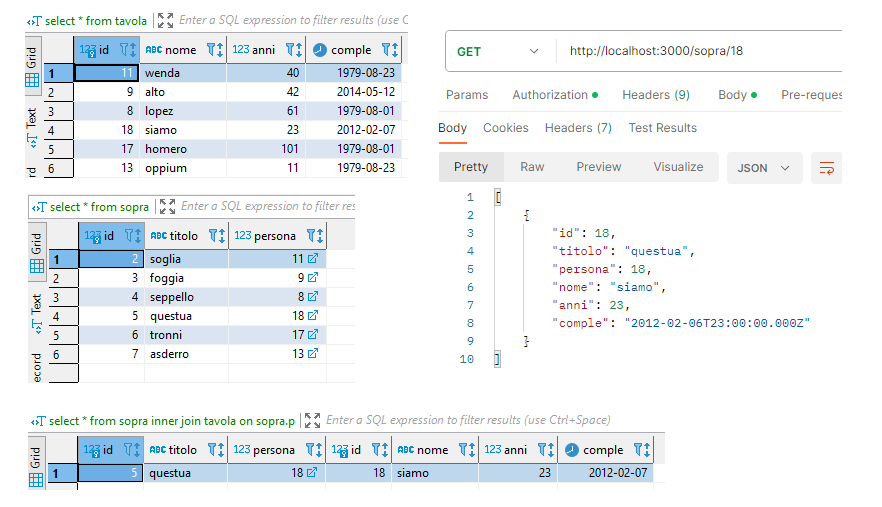 select * from tavola Enter a SQL expression to filter results (use C
Grid
Text
rd
123 id ABC nome 123 anni comple
1 11 wenda 40 1979-08-23
2 9 alto 42 2014-05-12
3 8 lopez 61 1979-08-01
4 18 siamo 23 2012-02-07
5 17 homero 101 1979-08-01
6 13 oppium 11 1979-08-23
select * from sopra Enter a SQL expression to filter res
Grid
Text
ecord
123 id ABC titolo 123 persona
1 2 soglia 11
2 3 foggia 9
3 4 seppello 8
4 5 questua 18
5 6 tronni 17
6 7 asderro 13
GET http://localhost:3000/sopra/18
Params Authorization Headers (9) Body Pre-reques
Body Cookies Headers (7) Test Results
Pretty Raw Preview Visualize JSON
1 [
2 {
3 "id": 18,
4 "titolo": "questua",
5 "persona": 18,
6 "nome": "siamo",
7 "anni": 23,
8 "comple": "2012-02-06T23:00:00.000Z"
9 }
10 ]
select * from sopra inner join tavola on sopra.p Enter a SQL expression to filter results (use Ctrl+Space)
Grid
123 id ABC titolo 123 persona 123 id ABC nome 123 anni comple
1 5 questua 18 18 siamo 23 2012-02-07